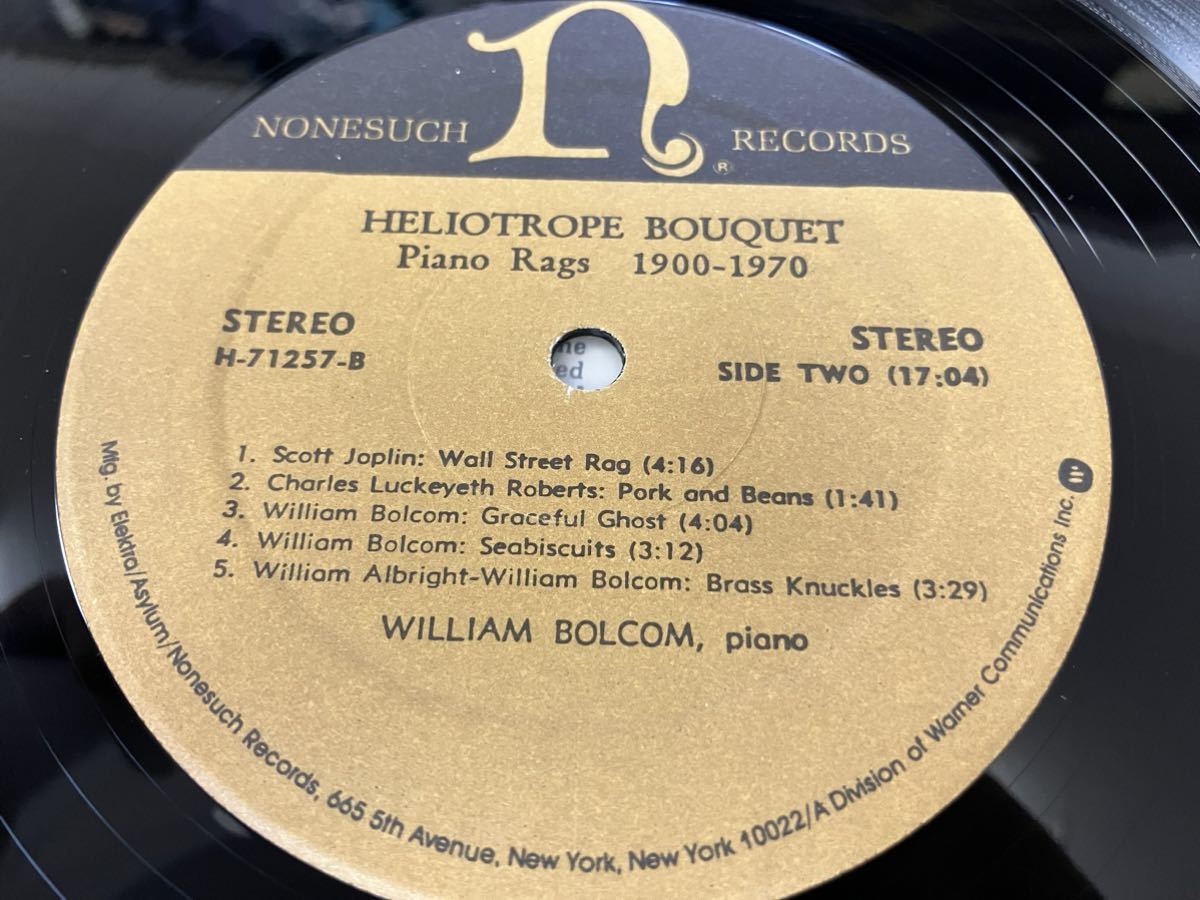 n
NONESUCH RECORDS ®
HELIOTROPE BOUQUET
Piano Rags 1900-1970
STEREO
H-71257-B
STEREO
SIDE TWO (17:04)
he
ed
1. Scott Joplin: Wall Street Rag (4:16)
2. Charles Luckeyeth Roberts: Pork and Beans (1:41)
3. William Bolcom: Graceful Ghost (4:04)
4. William Bolcom: Seabiscuits (3:12)
5. William Albright-William Bolcom: Brass Knuckles (3:29)
WILLIAM BOLCOM, piano
Mfg. by Elektra/Asylum/Nonesuch Records, 665 5th Avenue, New York, New York 10022/A Division of Warner Communications Inc.